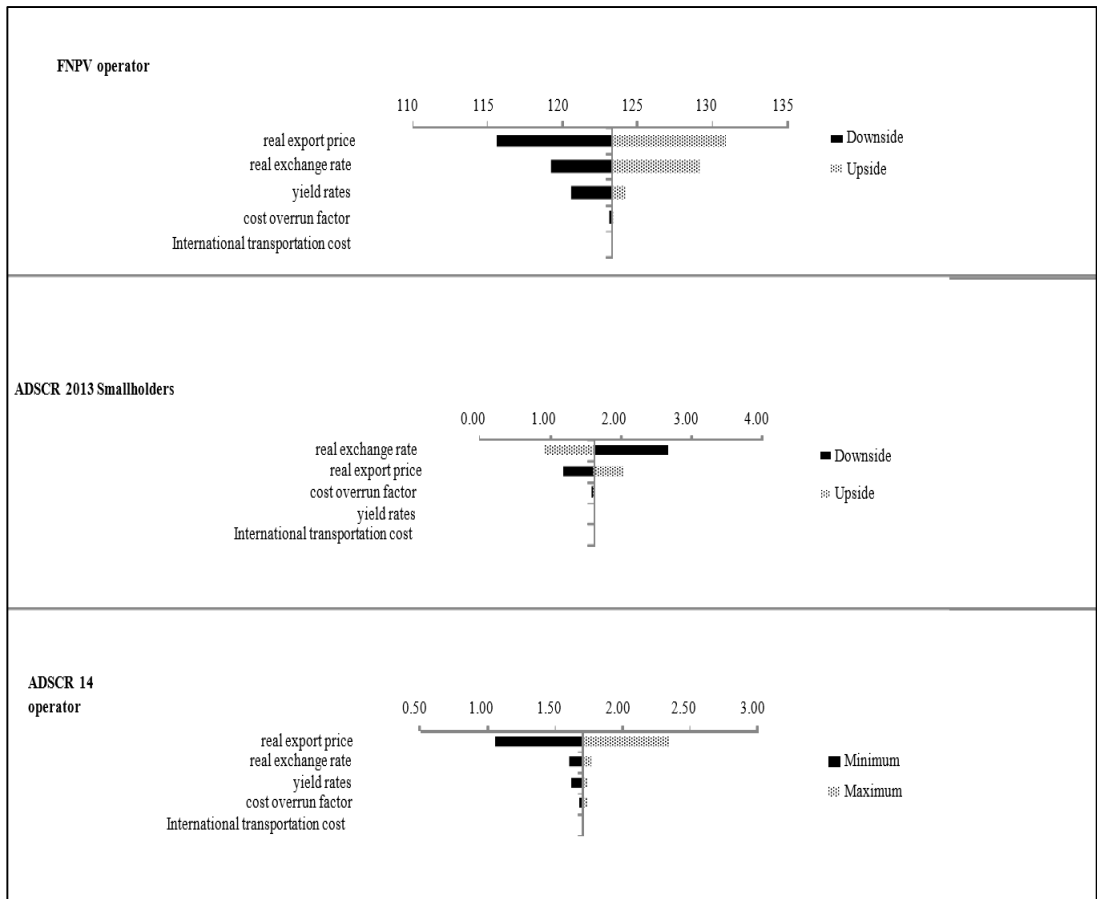 FNPV operator
110 115 120 125 130 135
real export price
real exchange rate
yield rates
cost overrun factor
International transportation cost
Downside
Upside
ADSCR 2013 Smallholders
0.00 1.00 2.00 3.00 4.00
real exchange rate
real export price
cost overrun factor
yield rates
International transportation cost
Downside
Upside
ADSCR 14
operator
0.50 1.00 1.50 2.00 2.50 3.00
real export price
real exchange rate
yield rates
cost overrun factor
International transportation cost
Minimum
Maximum